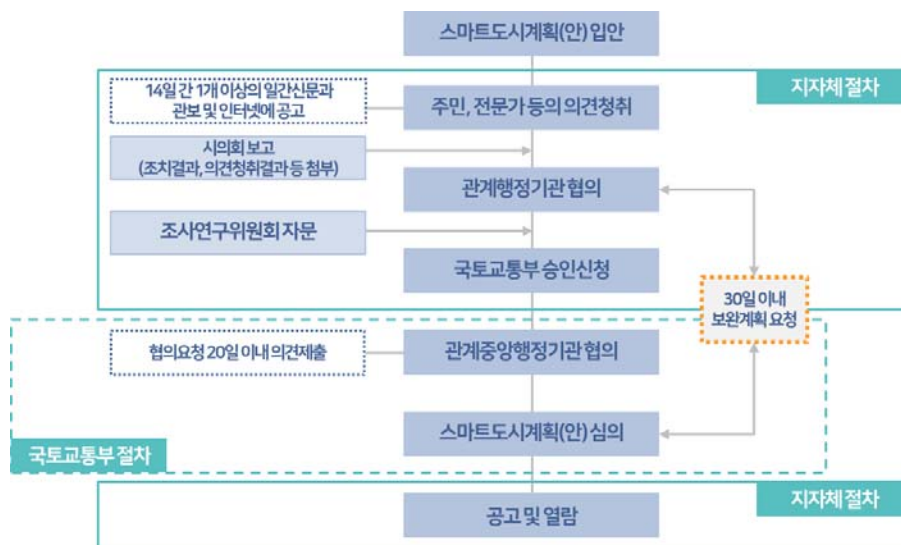 스마트도시계획(안) 입안
지자체 절차
14일 간 1개 이상의 일간신문과
관보 및 인터넷에 공고
주민, 전문가 등의 의견청취
시의회 보고
(조치결과, 의견청취결과 등 첨부)
관계행정기관 협의
조사연구위원회 자문
국토교통부 승인신청
30일 이내
보완계획 요청
협의요청 20일 이내 의견제출
관계중앙행정기관 협의
스마트도시계획(안) 심의
국토교통부 절차
지자체 절차
공고 및 열람